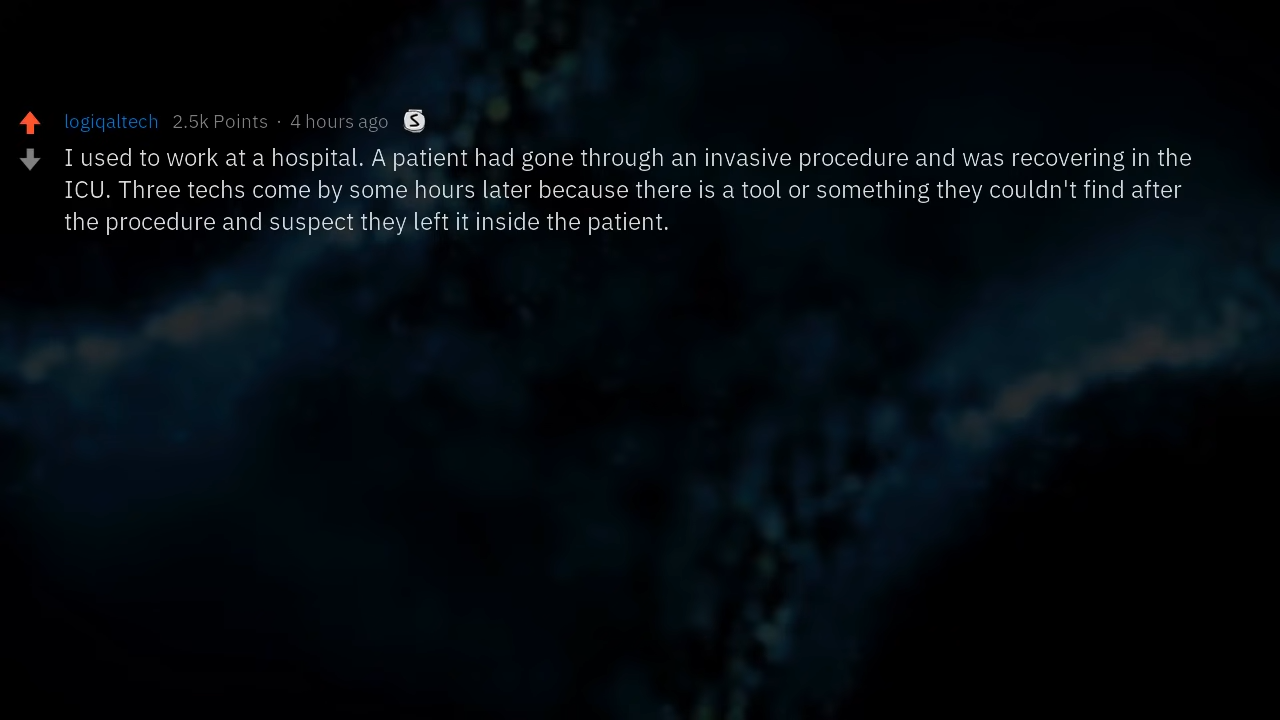 logiqaltech 2.5k Points · 4 hours ago S
I used to work at a hospital. A patient had gone through an invasive procedure and was recovering in the
ICU. Three techs come by some hours later because there is a tool or something they couldn't find after
the procedure and suspect they left it inside the patient.